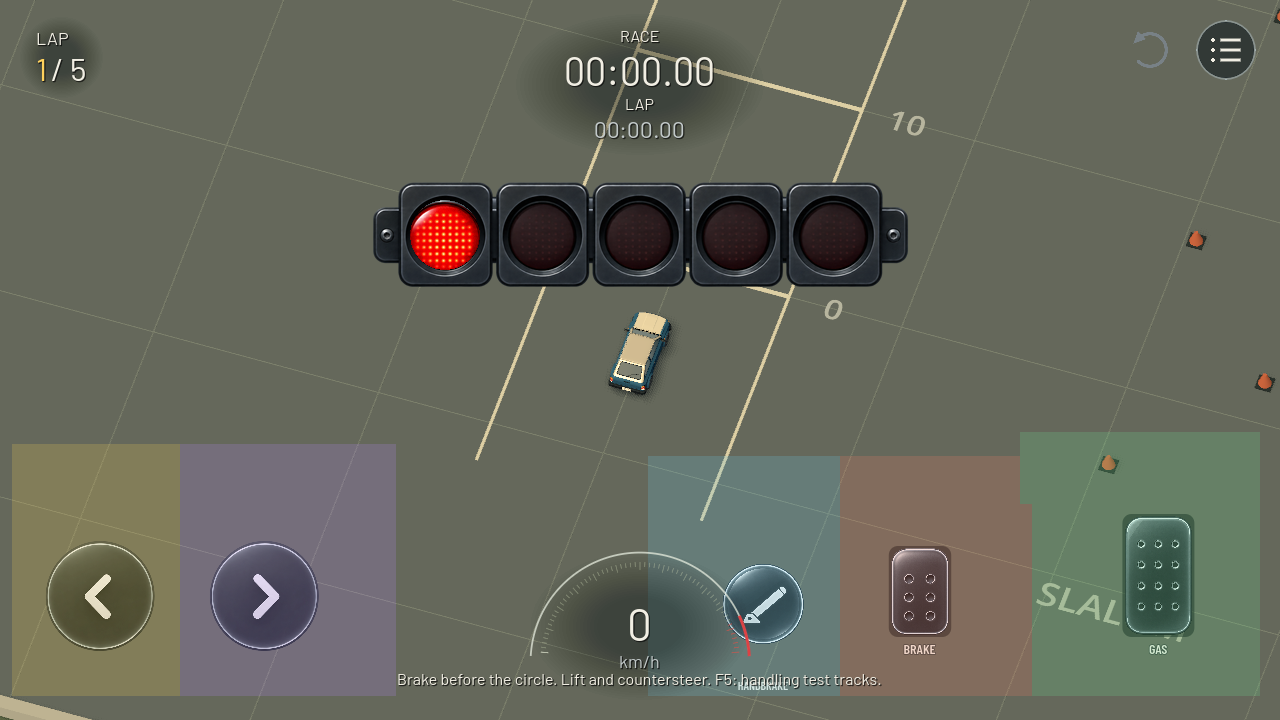 LAP
1/ 5
RACE
00:00.00
LAP
00:00.00
10
0
0
km/h
HANDBRAKE
BRAKE
GAS
Brake before the circle. Lift and countersteer. F5: handling test tracks.